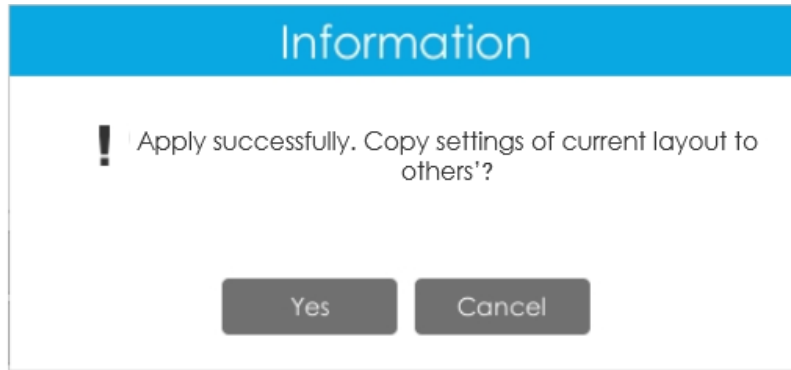 Information
! Apply successfully. Copy settings of current layout to
others'?
Yes
Cancel